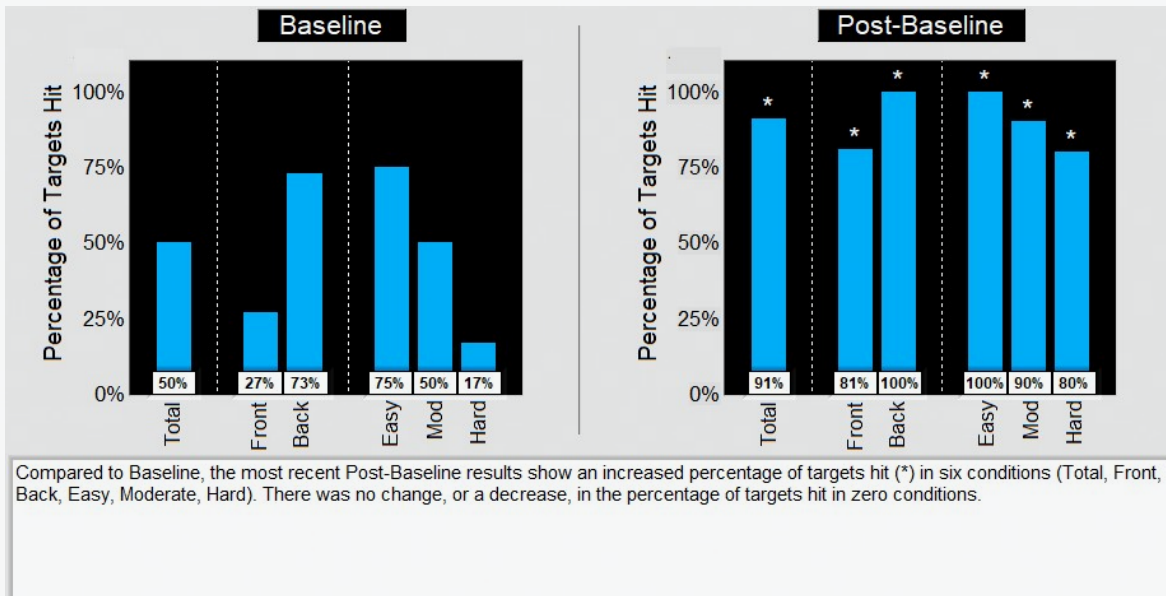 Baseline
Percentage of Targets Hit
100%
75%
50%
25%
0%
50%
27%
73%
75%
50%
17%
Total
Front
Back
Easy
Mod
Hard
Post-Baseline
Percentage of Targets Hit
100%
75%
50%
25%
0%
*
*
*
*
*
*
91%
81%
100%
100%
90%
80%
Total
Front
Back
Easy
Mod
Hard
Compared to Baseline, the most recent Post-Baseline results show an increased percentage of targets hit (*) in six conditions (Total, Front,
Back, Easy, Moderate, Hard). There was no change, or a decrease, in the percentage of targets hit in zero conditions.